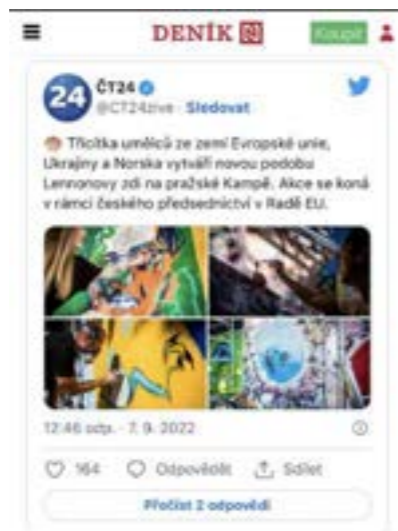 DENÍK N
Koupit
24
ČT24
@CT24zive · Sledovat
Třicítka umělců ze zemí Evropské unie,
Ukrajiny a Norska vytváří novou podobu
Lennonovy zdi na pražské Kampě. Akce se koná
v rámci českého předsednictví v Radě EU.
12:46 odp. · 7. 9. 2022
164 Odpovědět Sdílet
Přečíst 2 odpovědi